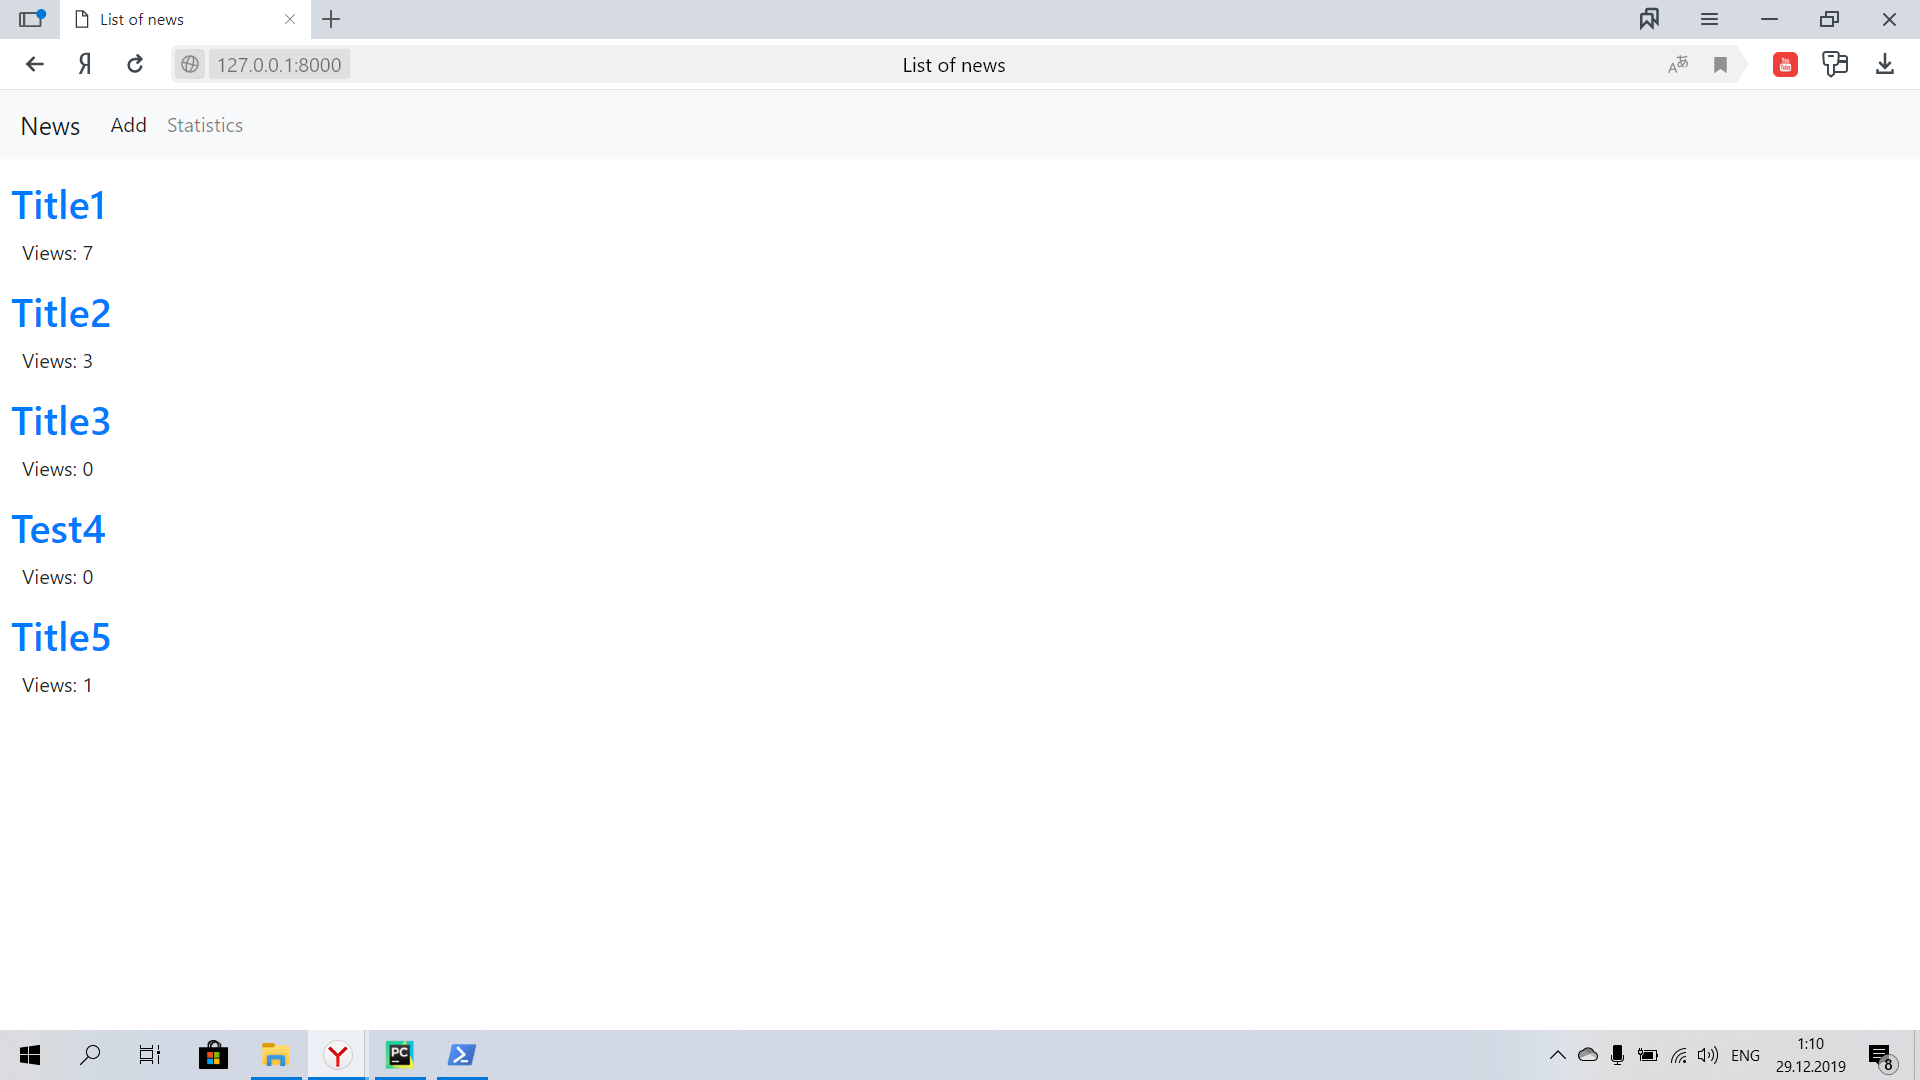 List of news
127.0.0.1:8000
List of news
News Add Statistics
Title1
Views: 7
Title2
Views: 3
Title3
Views: 0
Test4
Views: 0
Title5
Views: 1
ENG
1:10
29.12.2019
8